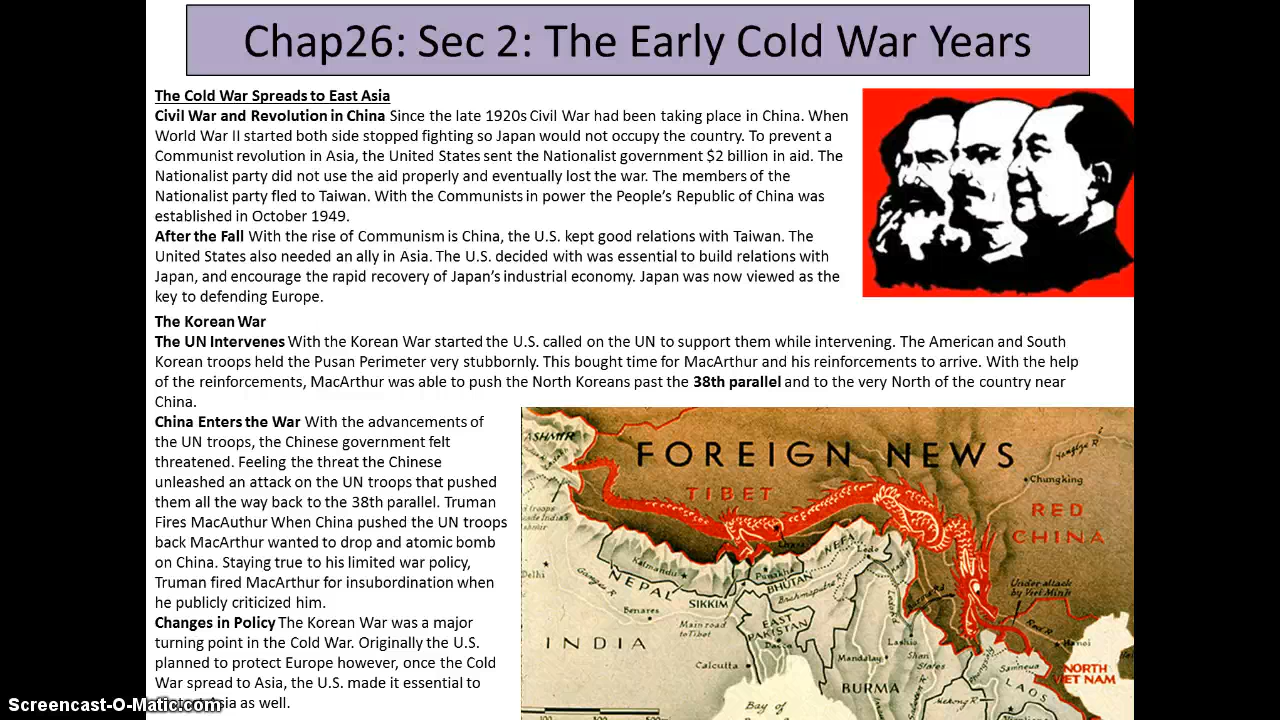 Chap26: Sec 2: The Early Cold War Years
The Cold War Spreads to East Asia
Civil War and Revolution in China Since the late 1920s Civil War had been taking place in China. When
World War II started both side stopped fighting so Japan would not occupy the country. To prevent a
Communist revolution in Asia, the United States sent the Nationalist government $2 billion in aid. The
Nationalist party did not use the aid properly and eventually lost the war. The members of the
Nationalist party fled to Taiwan. With the Communists in power the People's Republic of China was
established in October 1949.
After the Fall With the rise of Communism is China, the U.S. kept good relations with Taiwan. The
United States also needed an ally in Asia. The U.S. decided with was essential to build relations with
Japan, and encourage the rapid recovery of Japan's industrial economy. Japan was now viewed as the
key to defending Europe.
The Korean War
The UN Intervenes With the Korean War started the U.S. called on the UN to support them while intervening. The American and South
Korean troops held the Pusan Perimeter very stubbornly. This bought time for MacArthur and his reinforcements to arrive. With the help
of the reinforcements, MacArthur was able to push the North Koreans past the 38th parallel and to the very North of the country near
China.
China Enters the War With the advancements of
the UN troops, the Chinese government felt
threatened. Feeling the threat the Chinese
unleashed an attack on the UN troops that pushed
them all the way back to the 38th parallel. Truman
Fires MacAuthur When China pushed the UN troops
back MacArthur wanted to drop and atomic bomb
on China. Staying true to his limited war policy,
Truman fired MacArthur for insubordination when
he publicly criticized him.
Changes in Policy The Korean War was a major
turning point in the Cold War. Originally the U.S.
planned to protect Europe however, once the Cold
War spread to Asia, the U.S. made it essential to
as well.
Screencast-O-Matic.com
FOREIGN NEWS
KASHMIR
TIBET
Yangtze R
Chungking
RED
CHINA
Delhi
Ganges R
Katmandu
NEPAL
SIKKIM
Punakha
BHUTAN
NEFA
Ledo
Brahmaputra R
Benares
Main road
to Tibet
EAST
PAKISTAN
Dacca
INDIA
Calcutta
Under attack
by Viet Minh
Red R
Hanoi
Lashio
Mandalay
Shan
States
Samneua
NORTH
VIET NAM
BURMA
LAOS
Mekong R
Vientiane
Bay of